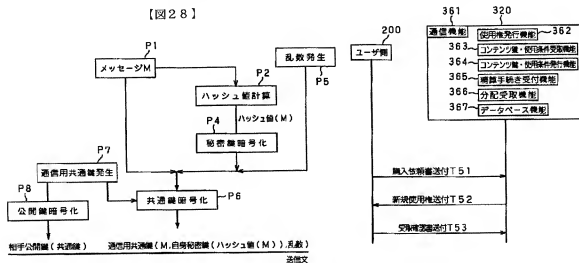 【図28】
P1
メッセージM
乱数発生
P5
P2
ハッシュ値計算
ハッシュ値(M)
P4
秘密鍵暗号化
P7
通信用共通鍵発生
P8
公開鍵暗号化
共通鍵暗号化
P6
相手公開鍵(共通鍵)
通信用共通鍵(M,自身秘密鍵(ハッシュ値(M)),乱数)
送信文
200
ユーザ側
361
320
通信機能
使用権発行機能
362
363
コンテンツ鍵・使用条件受取機能
364
コンテンツ鍵・使用条件発行機能
365
精算手続き受付機能
366
分配受取機能
367
データベース機能
購入依頼書送付T51
新規使用権送付T52
受取確認書送付T53